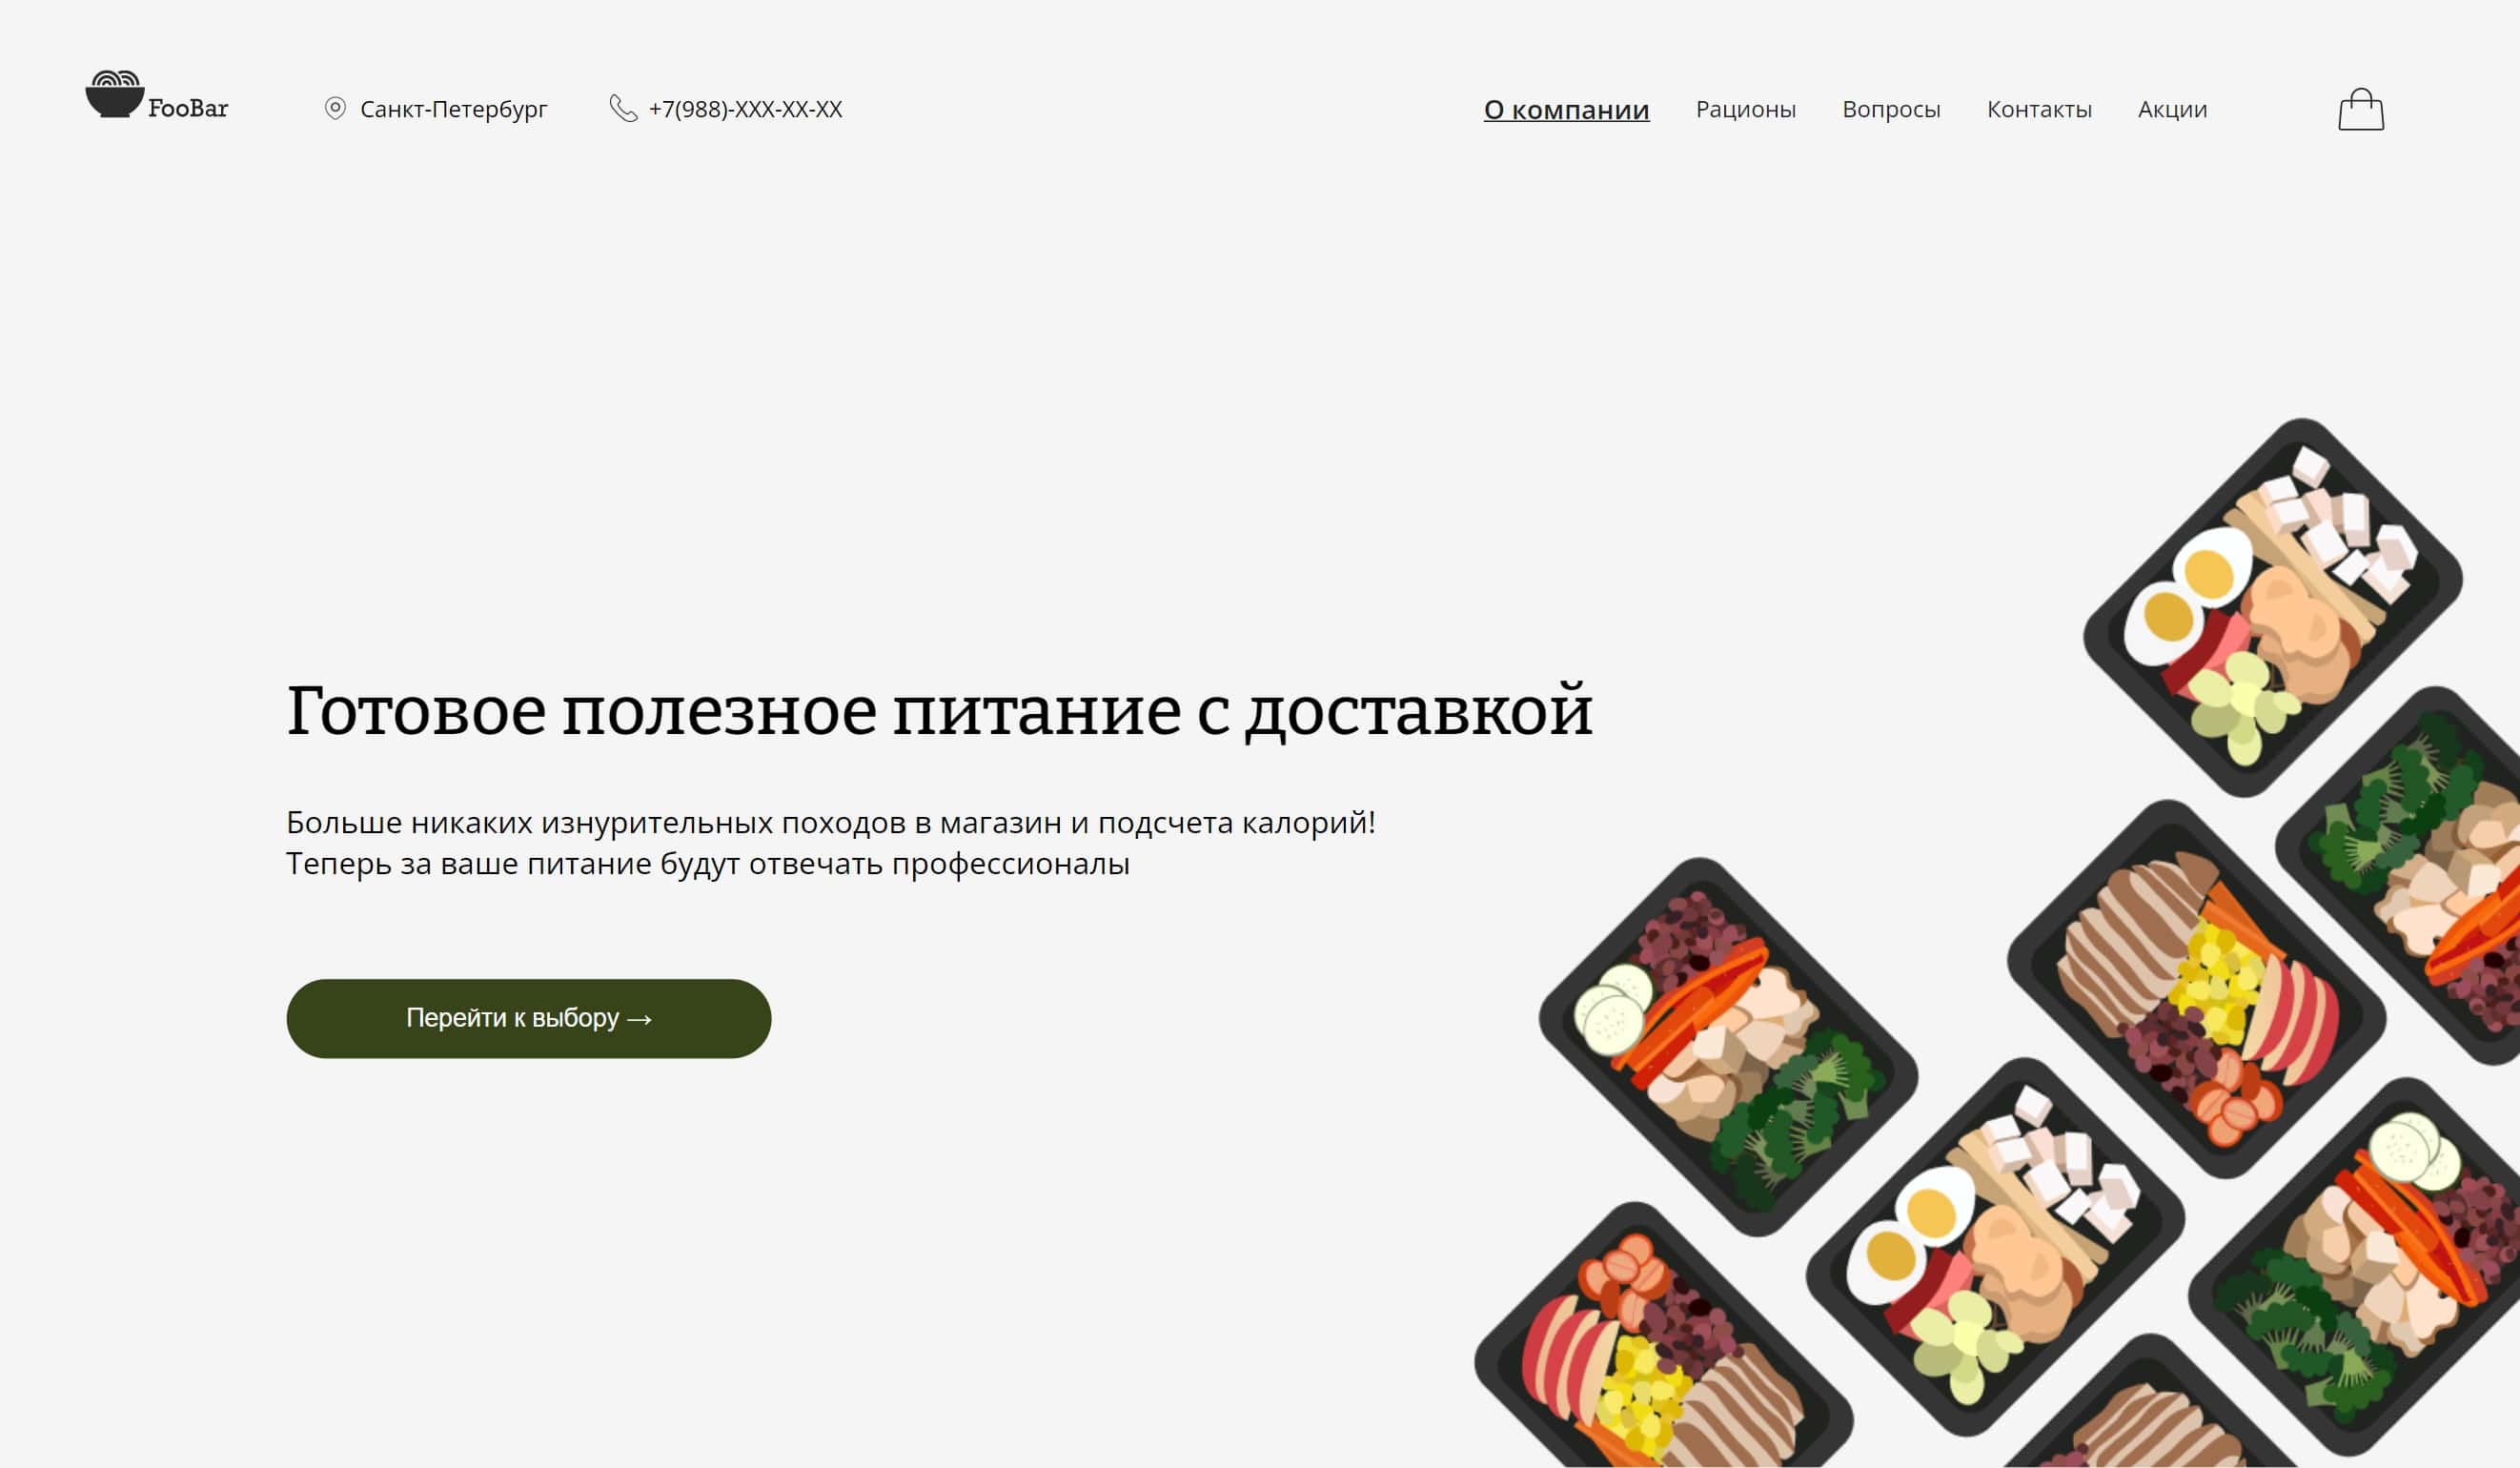 FooBar
Санкт-Петербург
+7(988)-XXX-XX-XX
О компании
Рационы
Вопросы
Контакты
Акции
Готовое полезное питание с доставкой
Больше никаких изнурительных походов в магазин и подсчета калорий!
Теперь за ваше питание будут отвечать профессионалы
Перейти к выбору →